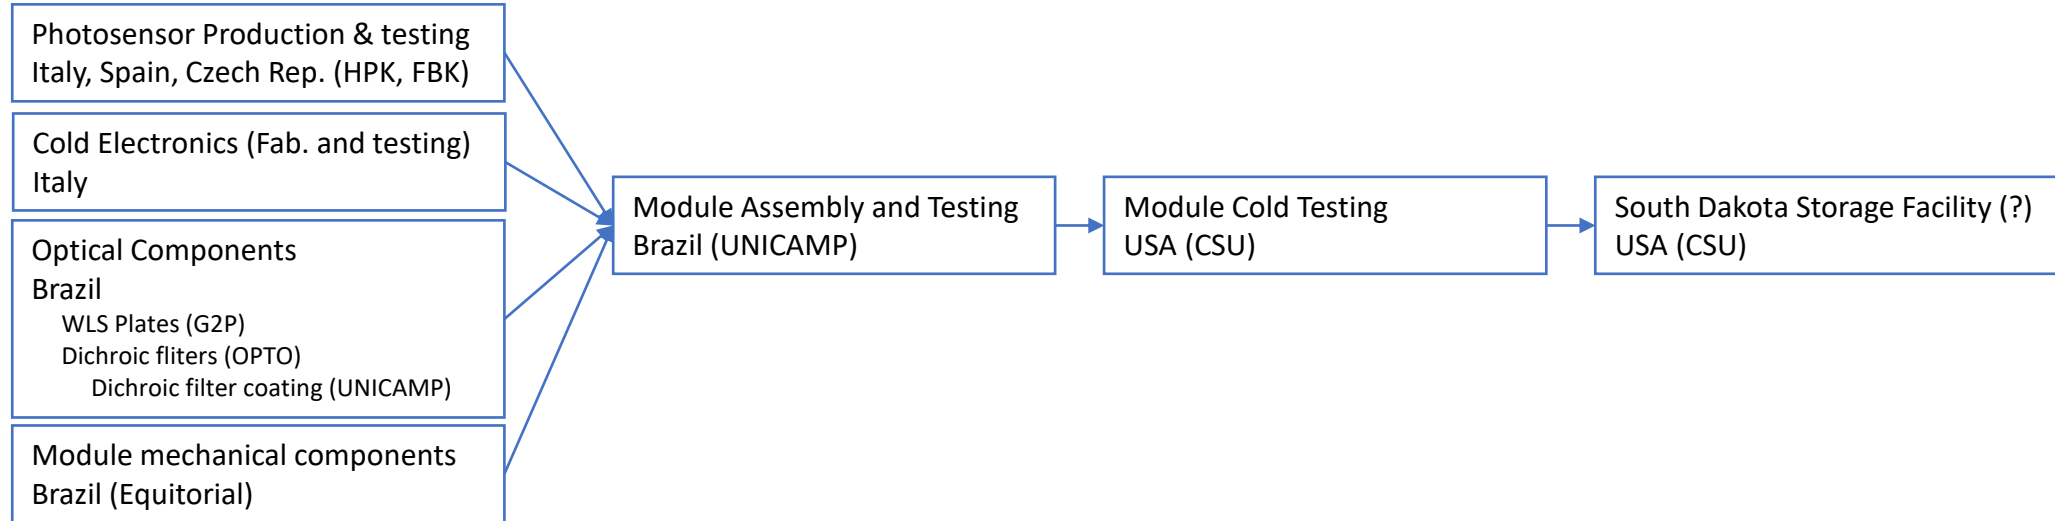 Photosensor Production & testing
Italy, Spain, Czech Rep. (HPK, FBK)
Cold Electronics (Fab. and testing)
Italy
Optical Components
Brazil
WLS Plates (G2P)
Dichroic fliters (OPTO)
Dichroic filter coating (UNICAMP)
Module mechanical components
Brazil (Equitorial)
Module Assembly and Testing
Brazil (UNICAMP)
Module Cold Testing
USA (CSU)
South Dakota Storage Facility (?)
USA (CSU)